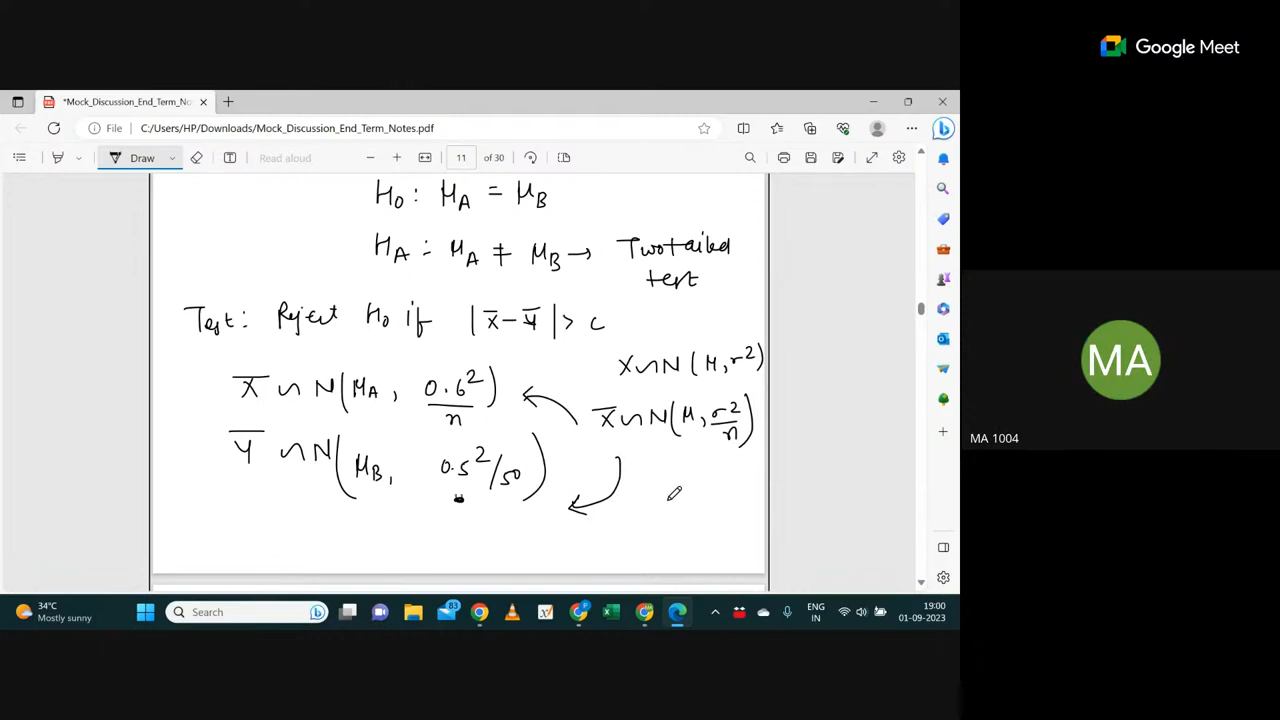 Google Meet
*Mock_Discussion_End_Term_No
File C:/Users/HP/Downloads/Mock_Discussion_End_Term_Notes.pdf
Draw Read aloud 11 of 30
H₀ : μA = μB
HA : μA ≠ μB → Two tailed
test
Test: Reject H₀ if |x̄ - ȳ| > c
X ~ N(μ, σ²)
X̄ ~ N(μA, 0.6²/n)
X̄ ~ N(μ, σ²/n)
Ȳ ~ N(μB, 0.5²/50)
MA
MA 1004
34°C
Mostly sunny
Search
83
ENG
IN
19:00
01-09-2023